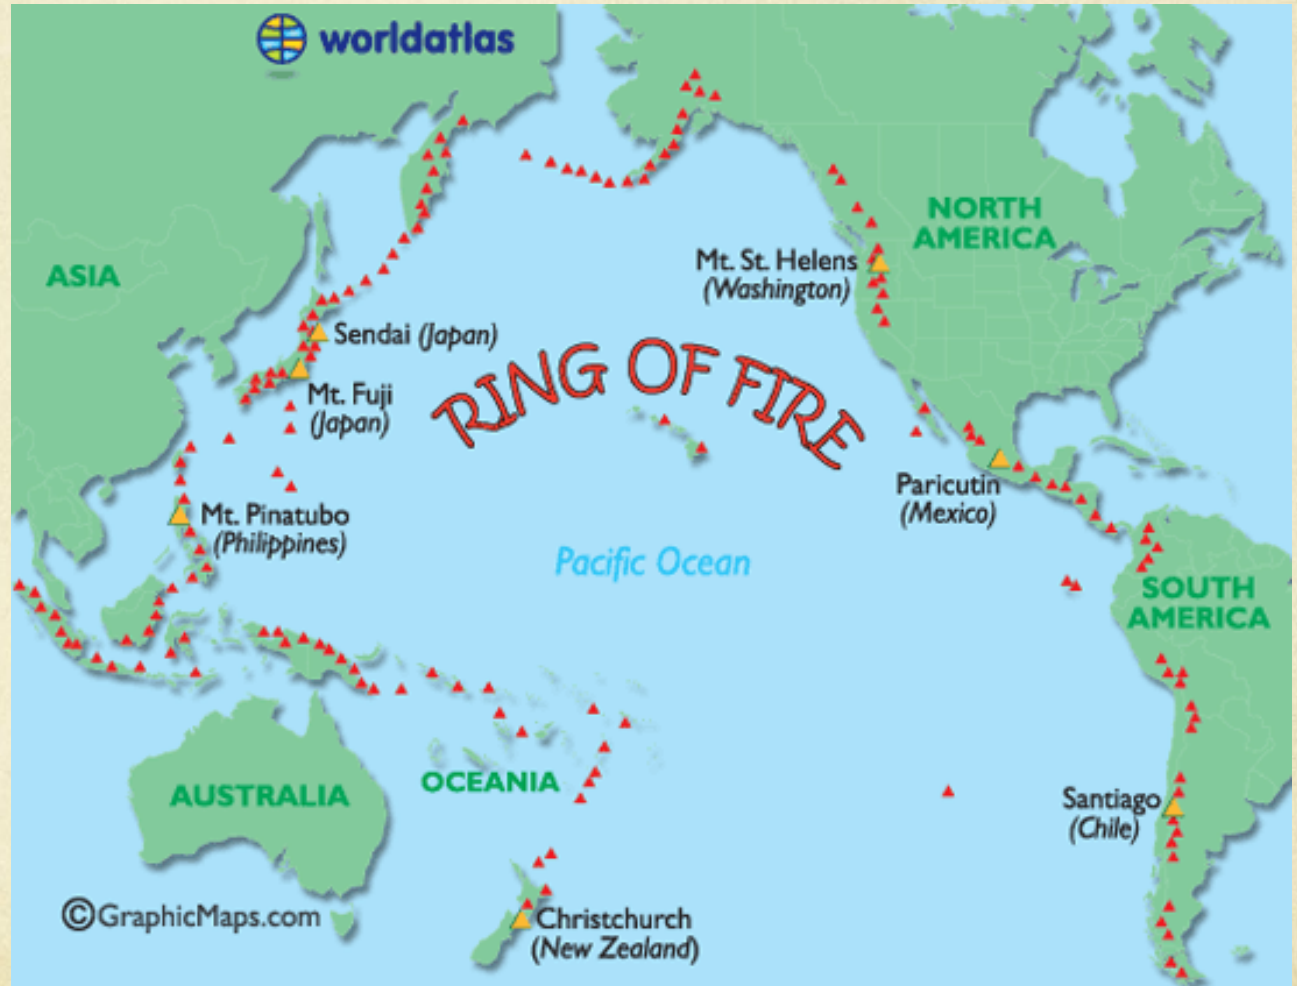 worldatlas
NORTH
AMERICA
ASIA
Mt. St. Helens
(Washington)
Sendai (Japan)
RING OF FIRE
Mt. Fuji
(Japan)
Paricutin
(Mexico)
Mt. Pinatubo
(Philippines)
Pacific Ocean
SOUTH
AMERICA
OCEANIA
AUSTRALIA
Santiago
(Chile)
©GraphicMaps.com
Christchurch
(New Zealand)